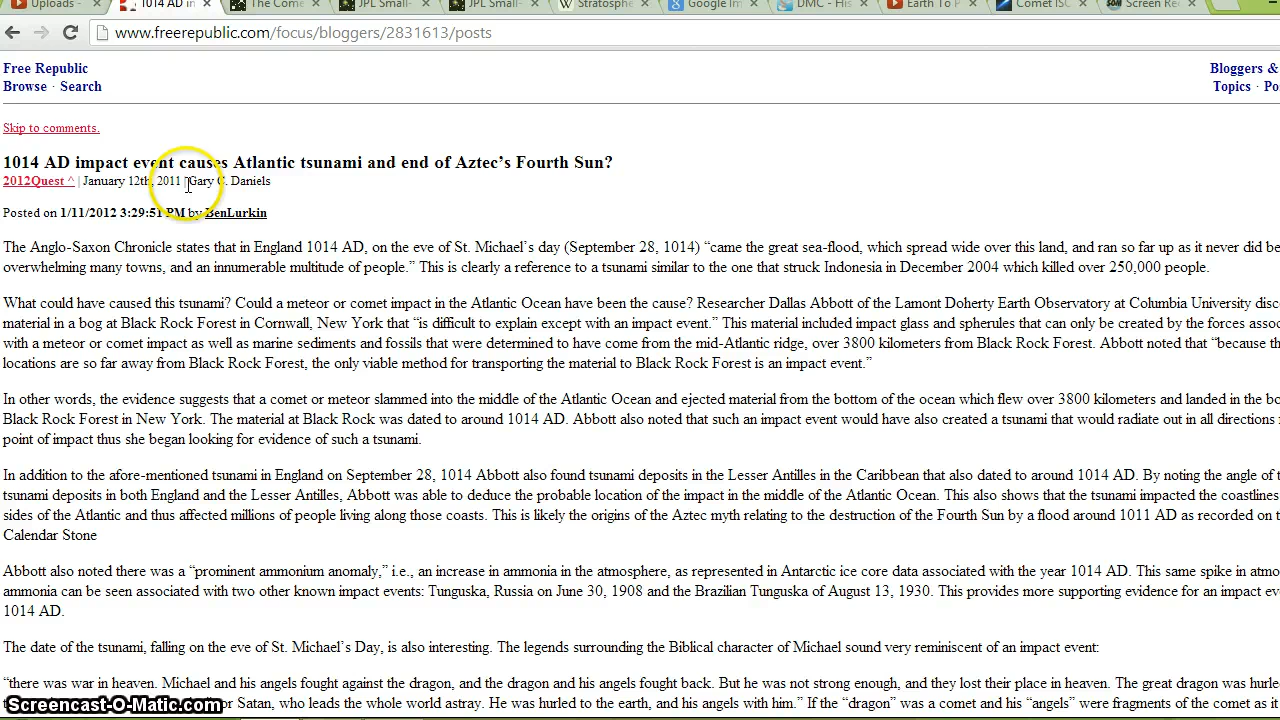 Uploads -
1014 AD in
The Come
JPL Small-
JPL Small-
Stratosphe
Google Im
DMC - His
Earth To P
Comet ISO
Screen Rec
www.freerepublic.com/focus/bloggers/2831613/posts
Free Republic
Bloggers &
Browse · Search
Topics · Po
Skip to comments.
1014 AD impact event causes Atlantic tsunami and end of Aztec's Fourth Sun?
2012Quest ^ | January 12th, 2011 | Gary C. Daniels
Posted on 1/11/2012 3:29:51 PM by BenLurkin
The Anglo-Saxon Chronicle states that in England 1014 AD, on the eve of St. Michael's day (September 28, 1014) “came the great sea-flood, which spread wide over this land, and ran so far up as it never did be
overwhelming many towns, and an innumerable multitude of people.” This is clearly a reference to a tsunami similar to the one that struck Indonesia in December 2004 which killed over 250,000 people.
What could have caused this tsunami? Could a meteor or comet impact in the Atlantic Ocean have been the cause? Researcher Dallas Abbott of the Lamont Doherty Earth Observatory at Columbia University disc
material in a bog at Black Rock Forest in Cornwall, New York that “is difficult to explain except with an impact event.” This material included impact glass and spherules that can only be created by the forces asso
with a meteor or comet impact as well as marine sediments and fossils that were determined to have come from the mid-Atlantic ridge, over 3800 kilometers from Black Rock Forest. Abbott noted that “because th
locations are so far away from Black Rock Forest, the only viable method for transporting the material to Black Rock Forest is an impact event.”
In other words, the evidence suggests that a comet or meteor slammed into the middle of the Atlantic Ocean and ejected material from the bottom of the ocean which flew over 3800 kilometers and landed in the bo
Black Rock Forest in New York. The material at Black Rock was dated to around 1014 AD. Abbott also noted that such an impact event would have also created a tsunami that would radiate out in all directions
point of impact thus she began looking for evidence of such a tsunami.
In addition to the afore-mentioned tsunami in England on September 28, 1014 Abbott also found tsunami deposits in the Lesser Antilles in the Caribbean that also dated to around 1014 AD. By noting the angle of t
tsunami deposits in both England and the Lesser Antilles, Abbott was able to deduce the probable location of the impact in the middle of the Atlantic Ocean. This also shows that the tsunami impacted the coastlines
sides of the Atlantic and thus affected millions of people living along those coasts. This is likely the origins of the Aztec myth relating to the destruction of the Fourth Sun by a flood around 1011 AD as recorded on t
Calendar Stone
Abbott also noted there was a “prominent ammonium anomaly,” i.e., an increase in ammonia in the atmosphere, as represented in Antarctic ice core data associated with the year 1014 AD. This same spike in atmo
ammonia can be seen associated with two other known impact events: Tunguska, Russia on June 30, 1908 and the Brazilian Tunguska of August 13, 1930. This provides more supporting evidence for an impact ev
1014 AD.
The date of the tsunami, falling on the eve of St. Michael's Day, is also interesting. The legends surrounding the Biblical character of Michael sound very reminiscent of an impact event:
“there was war in heaven. Michael and his angels fought against the dragon, and the dragon and his angels fought back. But he was not strong enough, and they lost their place in heaven. The great dragon was hurle
or Satan, who leads the whole world astray. He was hurled to the earth, and his angels with him.” If the “dragon” was a comet and his “angels” were fragments of the comet as it
Screencast-O-Matic.com